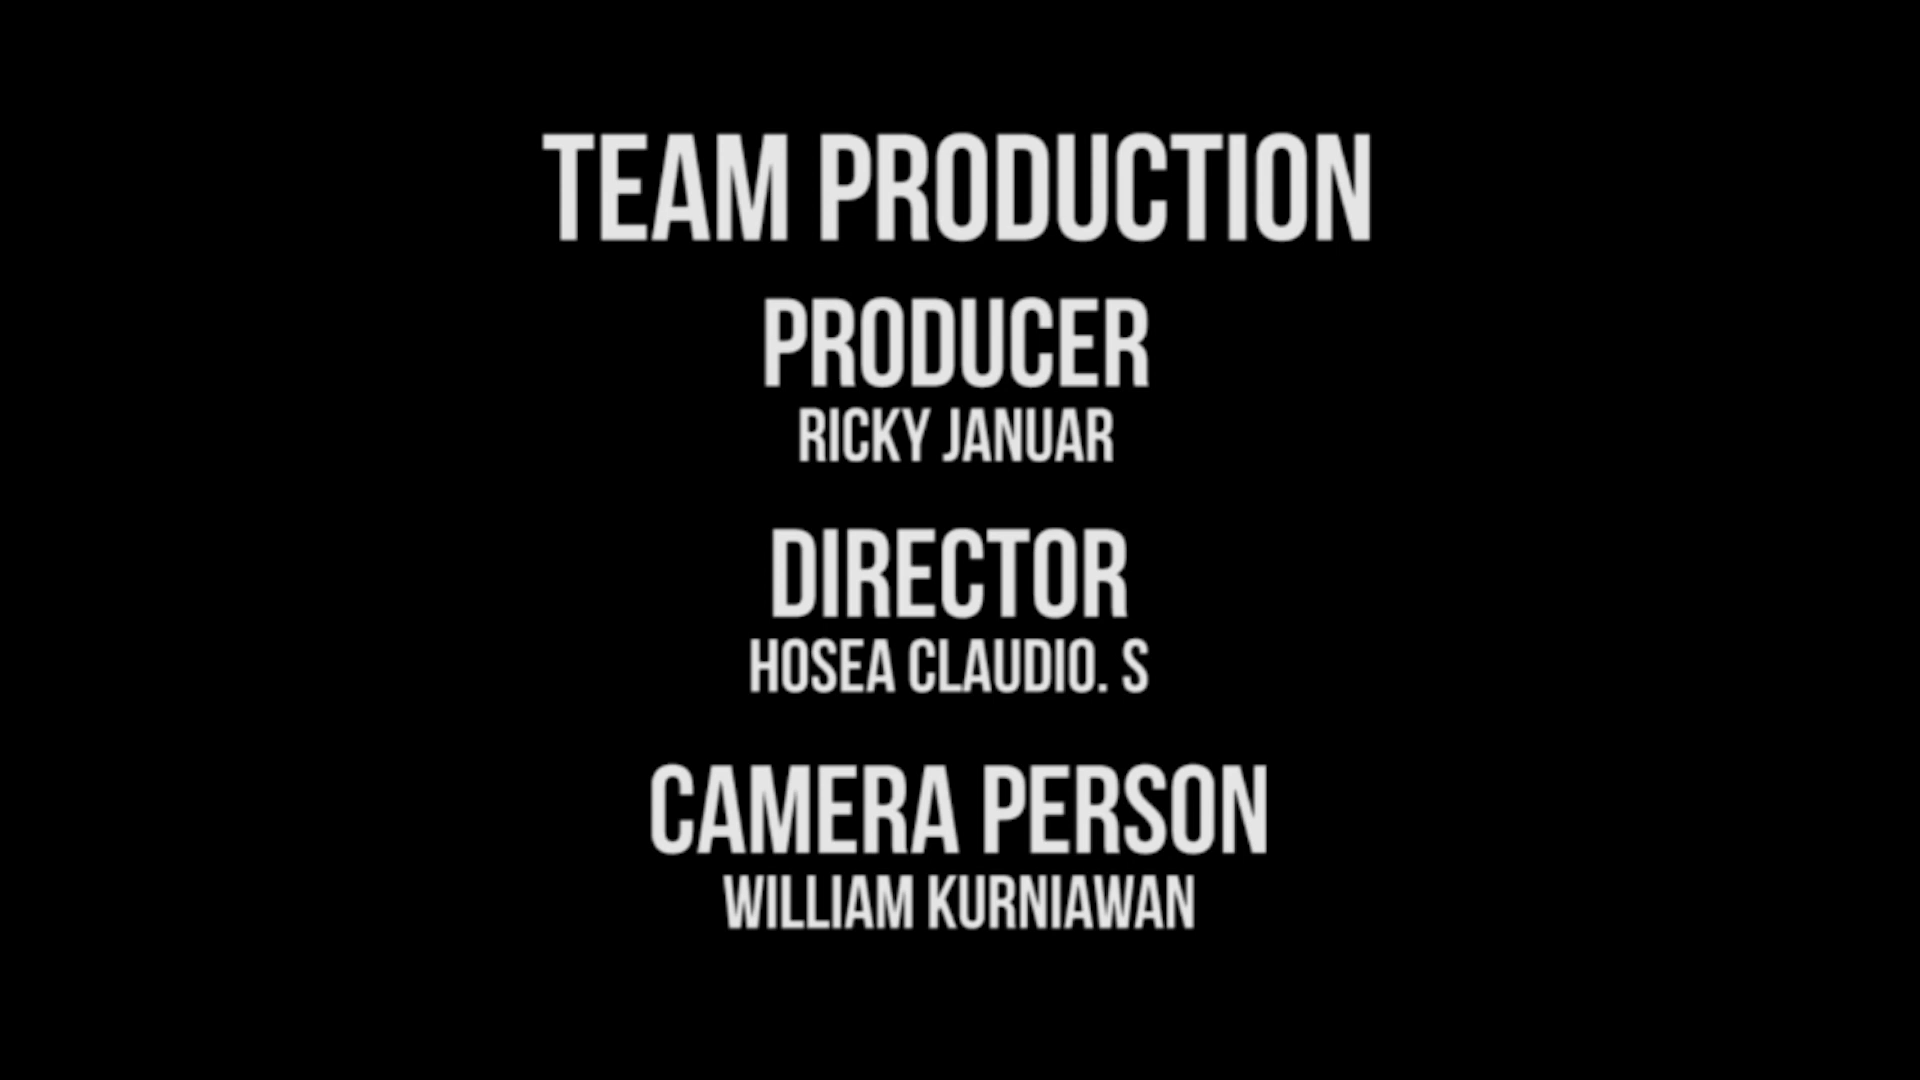 TEAM PRODUCTION
PRODUCER
RICKY JANUAR
DIRECTOR
HOSEA CLAUDIO. S
CAMERA PERSON
WILLIAM KURNIAWAN